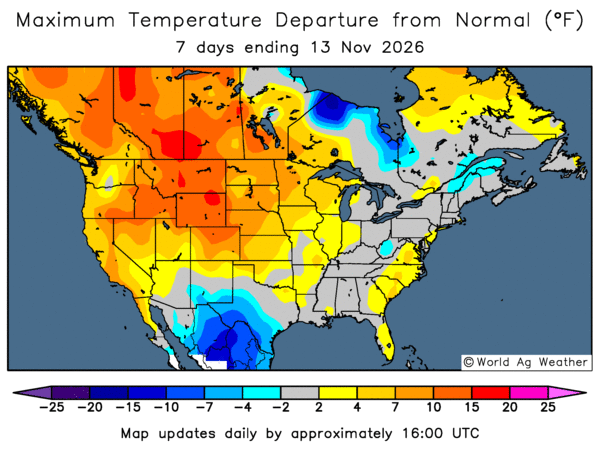 Maximum Temperature Departure from Normal (°F)
7 days ending 13 Nov 2026
© World Ag Weather
−25 −20 −15 −10 −7 −4 −2 2 4 7 10 15 20 25
Map updates daily by approximately 16:00 UTC